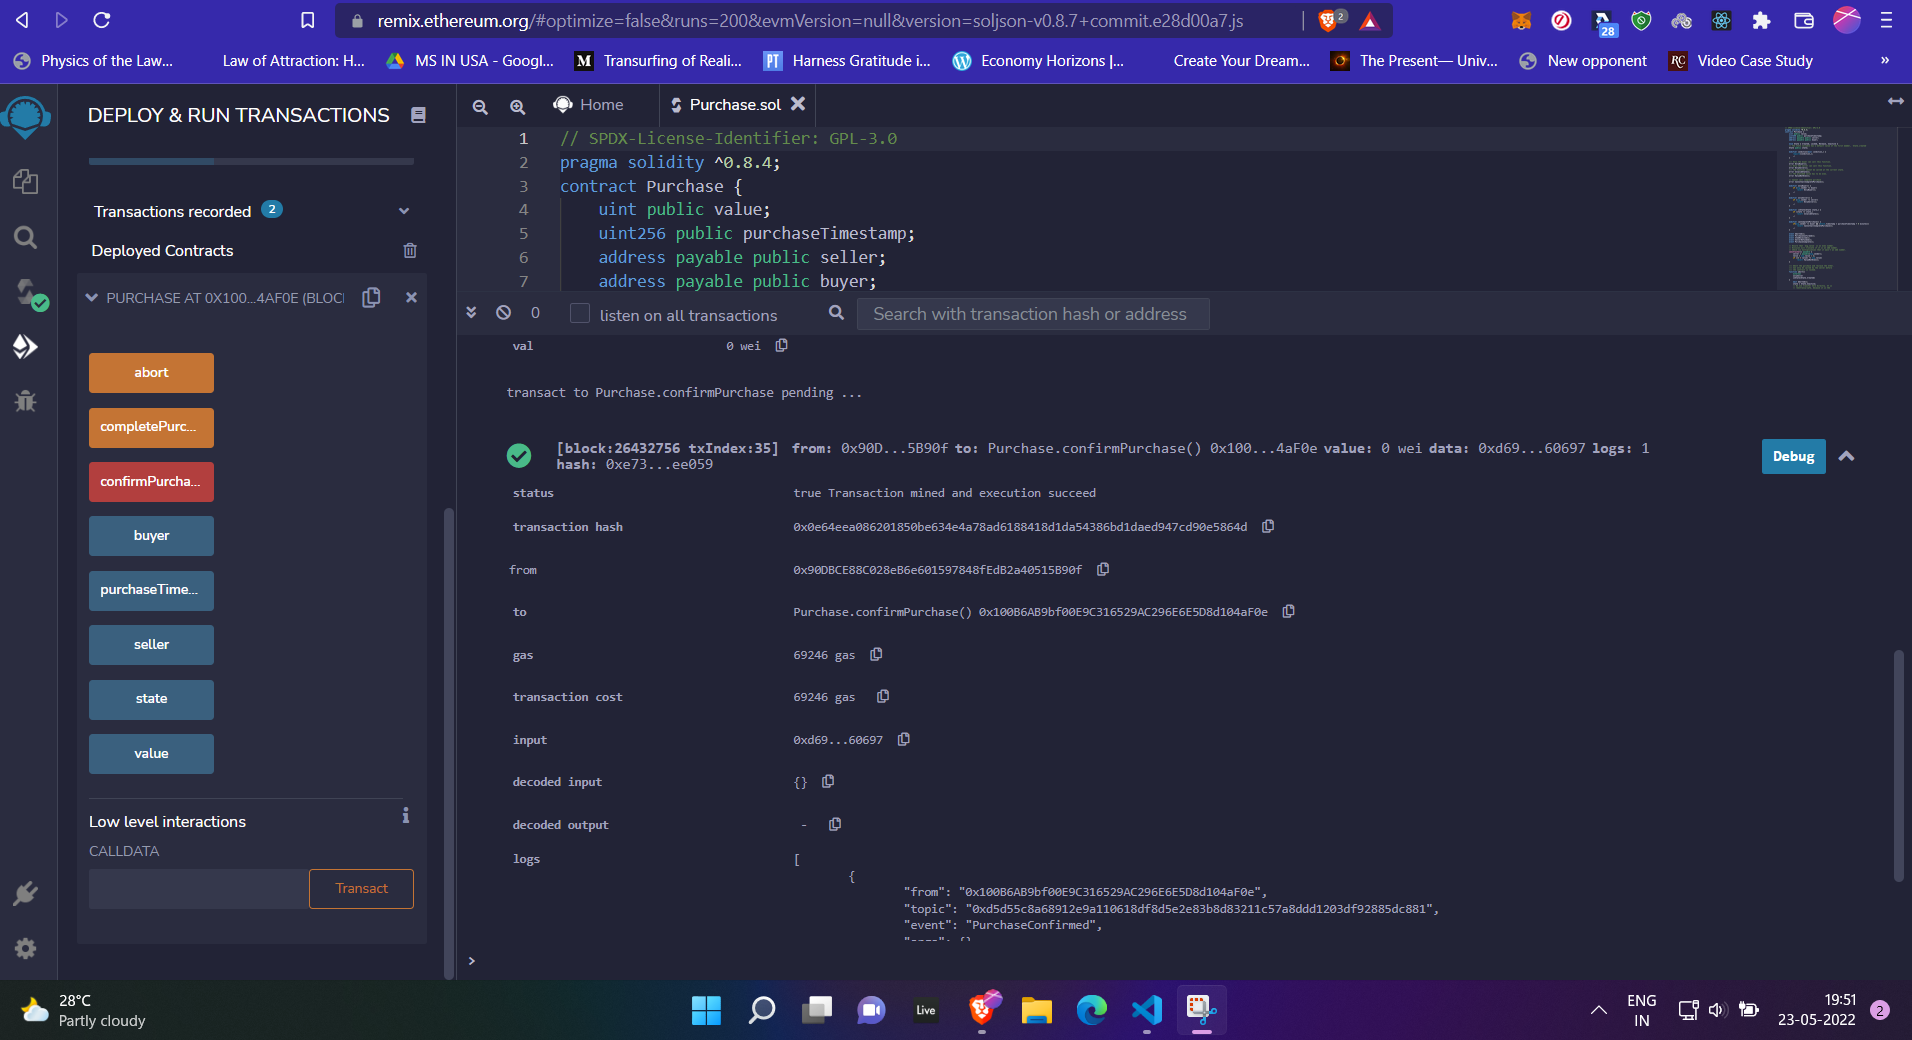 remix.ethereum.org/#optimize=false&runs=200&evmVersion=null&version=soljson-v0.8.7+commit.e28d00a7.js
2
28
Physics of the Law...
Law of Attraction: H...
MS IN USA - Googl...
M Transurfing of Reali...
PT Harness Gratitude i...
Economy Horizons |...
Create Your Dream...
The Present— Univ...
New opponent
RC Video Case Study
»
DEPLOY & RUN TRANSACTIONS
Transactions recorded 2
Deployed Contracts
PURCHASE AT 0X100...4AF0E (BLOC
abort
completePurc...
confirmPurcha...
buyer
purchaseTime...
seller
state
value
Low level interactions
i
CALLDATA
Transact
Home
Purchase.sol
1 // SPDX-License-Identifier: GPL-3.0
2 pragma solidity ^0.8.4;
3 contract Purchase {
4 uint public value;
5 uint256 public purchaseTimestamp;
6 address payable public seller;
7 address payable public buyer;
0
listen on all transactions
Search with transaction hash or address
val 0 wei
transact to Purchase.confirmPurchase pending ...
[block:26432756 txIndex:35] from: 0x90D...5B90f to: Purchase.confirmPurchase() 0x100...4aF0e value: 0 wei data: 0xd69...60697 logs: 1
hash: 0xe73...ee059
Debug
status true Transaction mined and execution succeed
transaction hash 0x0e64eea086201850be634e4a78ad6188418d1da54386bd1daed947cd90e5864d
from 0x90DBCE88C028eB6e601597848fEdB2a40515B90f
to Purchase.confirmPurchase() 0x100B6AB9bf00E9C316529AC296E6E5D8d104aF0e
gas 69246 gas
transaction cost 69246 gas
input 0xd69...60697
decoded input {}
decoded output -
logs [
{
"from": "0x100B6AB9bf00E9C316529AC296E6E5D8d104aF0e",
"topic": "0xd5d55c8a68912e9a110618df8d5e2e83b8d83211c57a8ddd1203df92885dc881",
"event": "PurchaseConfirmed",
>
28°C
Partly cloudy
Live
ENG
IN
19:51
23-05-2022
2